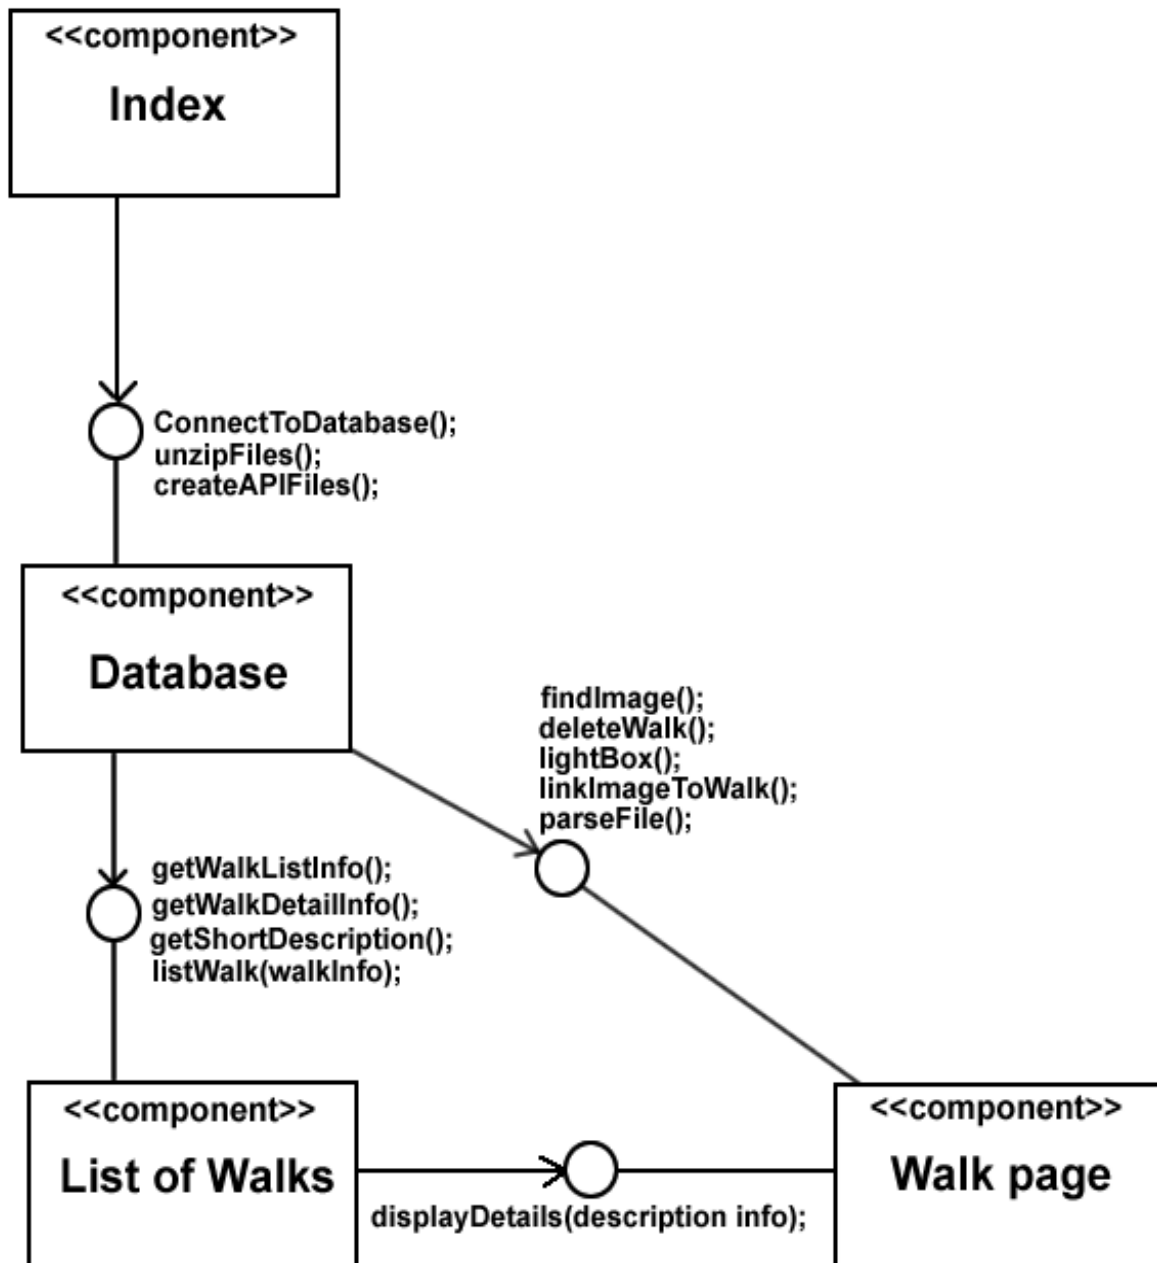 <<component>>
Index
ConnectToDatabase();
unzipFiles();
createAPIFiles();
<<component>>
Database
findImage();
deleteWalk();
lightBox();
linkImageToWalk();
parseFile();
getWalkListInfo();
getWalkDetailInfo();
getShortDescription();
listWalk(walkInfo);
<<component>>
List of Walks
displayDetails(description info);
<<component>>
Walk page